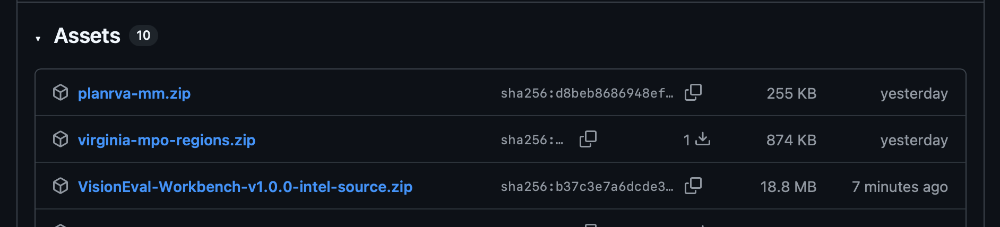 Assets 10
planrva-mm.zip sha256:d8beb8686948ef… 255 KB yesterday
virginia-mpo-regions.zip sha256:… 1 874 KB yesterday
VisionEval-Workbench-v1.0.0-intel-source.zip sha256:b37c3e7a6dcde3… 18.8 MB 7 minutes ago